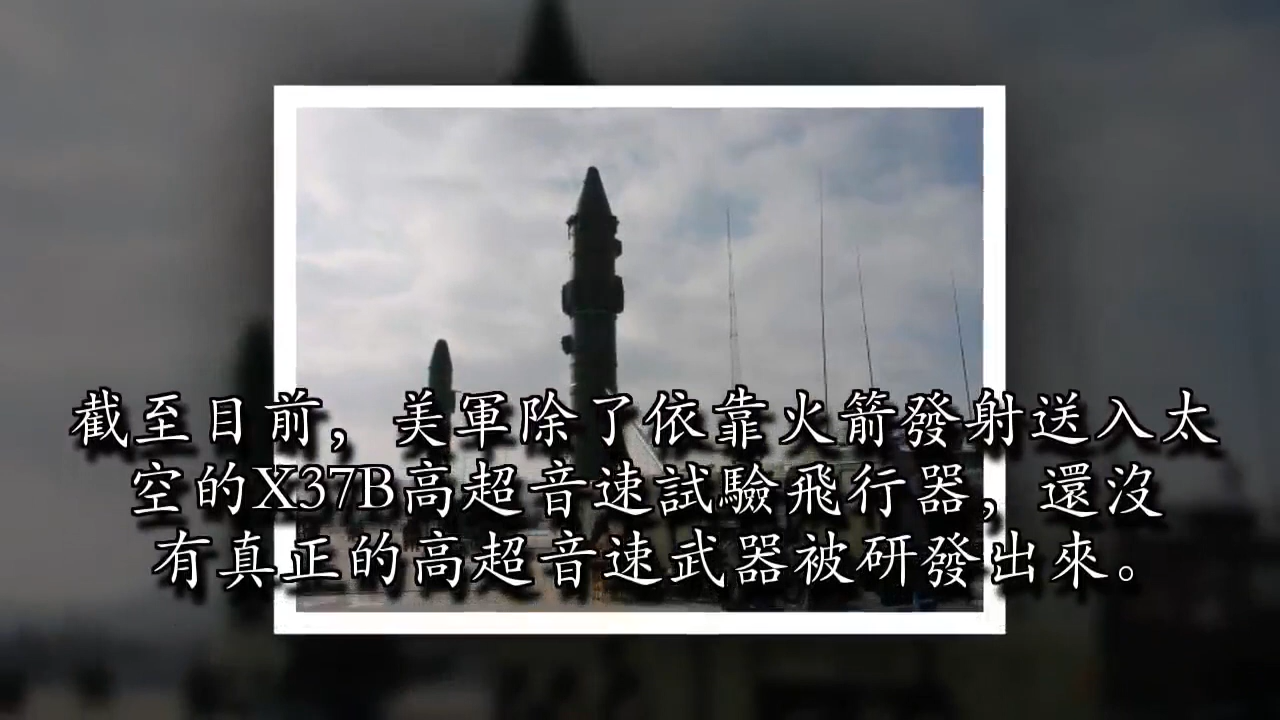 截至目前，美軍除了依靠火箭發射送入太
空的X37B高超音速試驗飛行器，還沒
有真正的高超音速武器被研發出來。